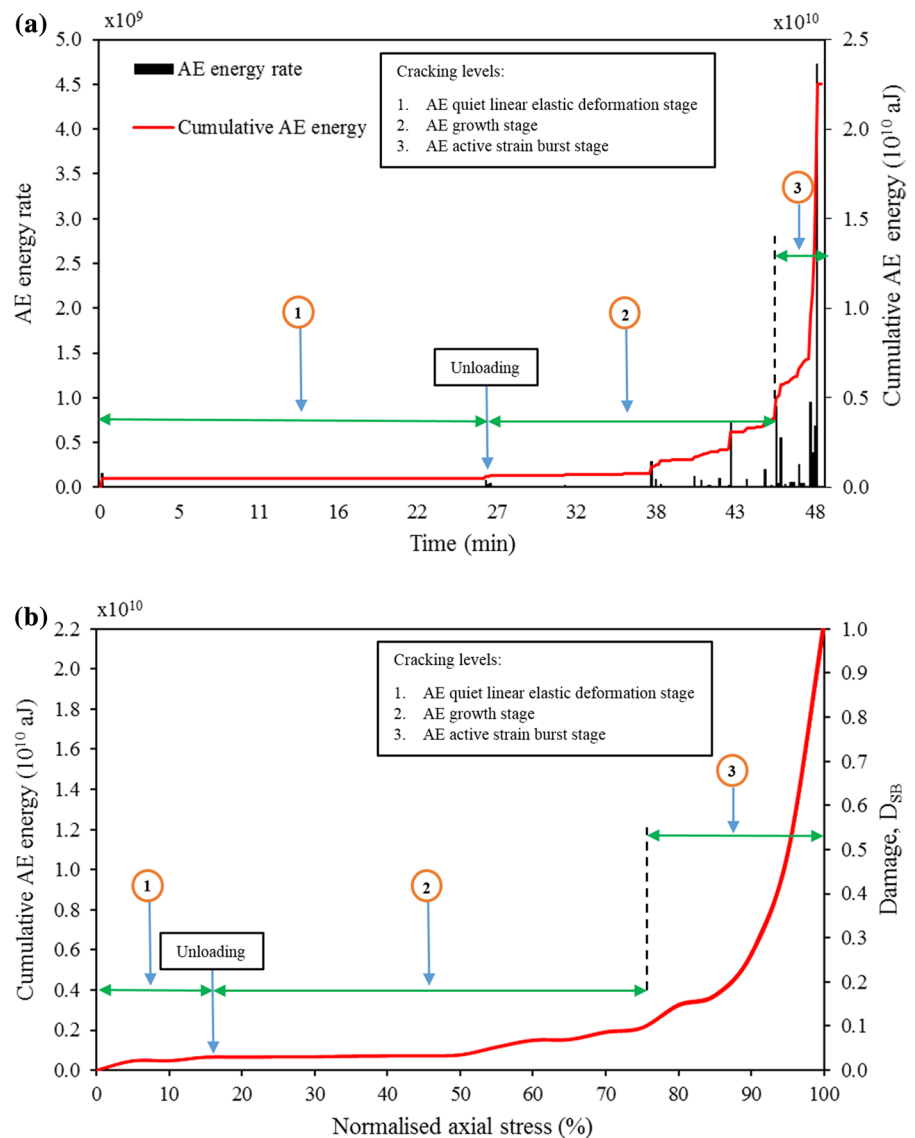 (a)
x10⁹
x10¹⁰
5.0
4.5
4.0
3.5
3.0
2.5
2.0
1.5
1.0
0.5
0.0
AE energy rate
AE energy rate
Cumulative AE energy
Cracking levels:
1. AE quiet linear elastic deformation stage
2. AE growth stage
3. AE active strain burst stage
1
Unloading
2
3
2.5
2.0
1.5
1.0
0.5
0.0
Cumulative AE energy (10¹⁰ aJ)
0 5 11 16 22 27 32 38 43 48
Time (min)
(b)
x10¹⁰
2.2
2.0
1.8
1.6
1.4
1.2
1.0
0.8
0.6
0.4
0.2
0.0
Cumulative AE energy (10¹⁰ aJ)
Cracking levels:
1. AE quiet linear elastic deformation stage
2. AE growth stage
3. AE active strain burst stage
1
Unloading
2
3
1.0
0.9
0.8
0.7
0.6
0.5
0.4
0.3
0.2
0.1
0.0
Damage, D_SB
0 10 20 30 40 50 60 70 80 90 100
Normalised axial stress (%)